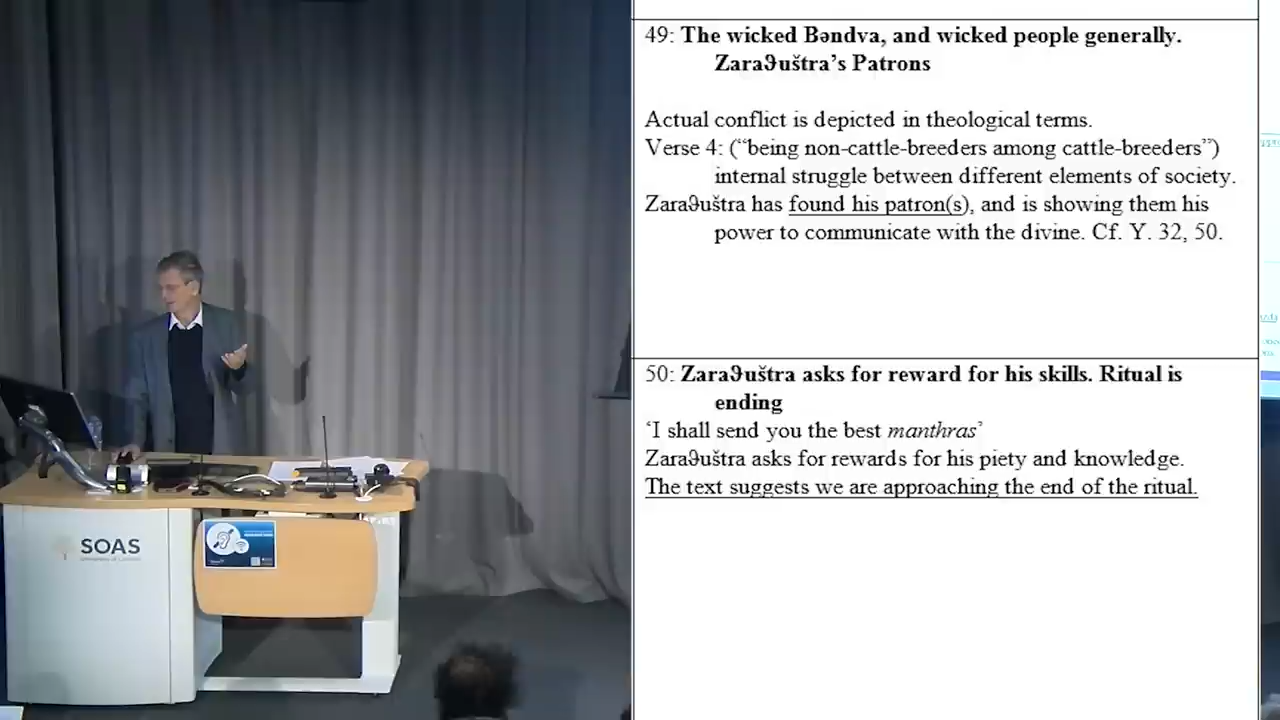 49: The wicked Bəndva, and wicked people generally.
Zaraϑuštra’s Patrons
Actual conflict is depicted in theological terms.
Verse 4: (“being non-cattle-breeders among cattle-breeders”)
internal struggle between different elements of society.
Zaraϑuštra has found his patron(s), and is showing them his
power to communicate with the divine. Cf. Y. 32, 50.
50: Zaraϑuštra asks for reward for his skills. Ritual is
ending
‘I shall send you the best manthras’
Zaraϑuštra asks for rewards for his piety and knowledge.
The text suggests we are approaching the end of the ritual.
SOAS